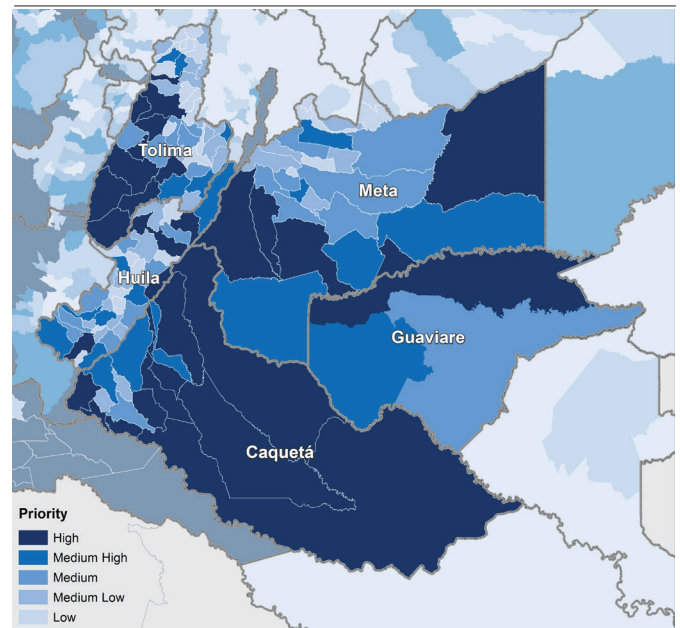 Tolima
Meta
Huila
Guaviare
Caquetá
Priority
High
Medium High
Medium
Medium Low
Low